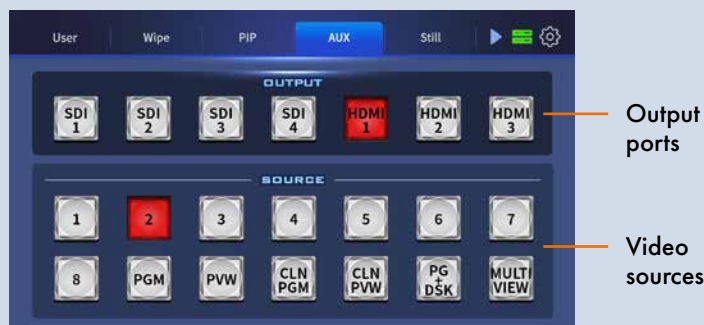 User Wipe PIP AUX Still
OUTPUT
SDI 1 SDI 2 SDI 3 SDI 4 HDMI 1 HDMI 2 HDMI 3
Output ports
SOURCE
1 2 3 4 5 6 7
8 PGM PVW CLN PGM CLN PVW PG + DSK MULTI VIEW
Video sources